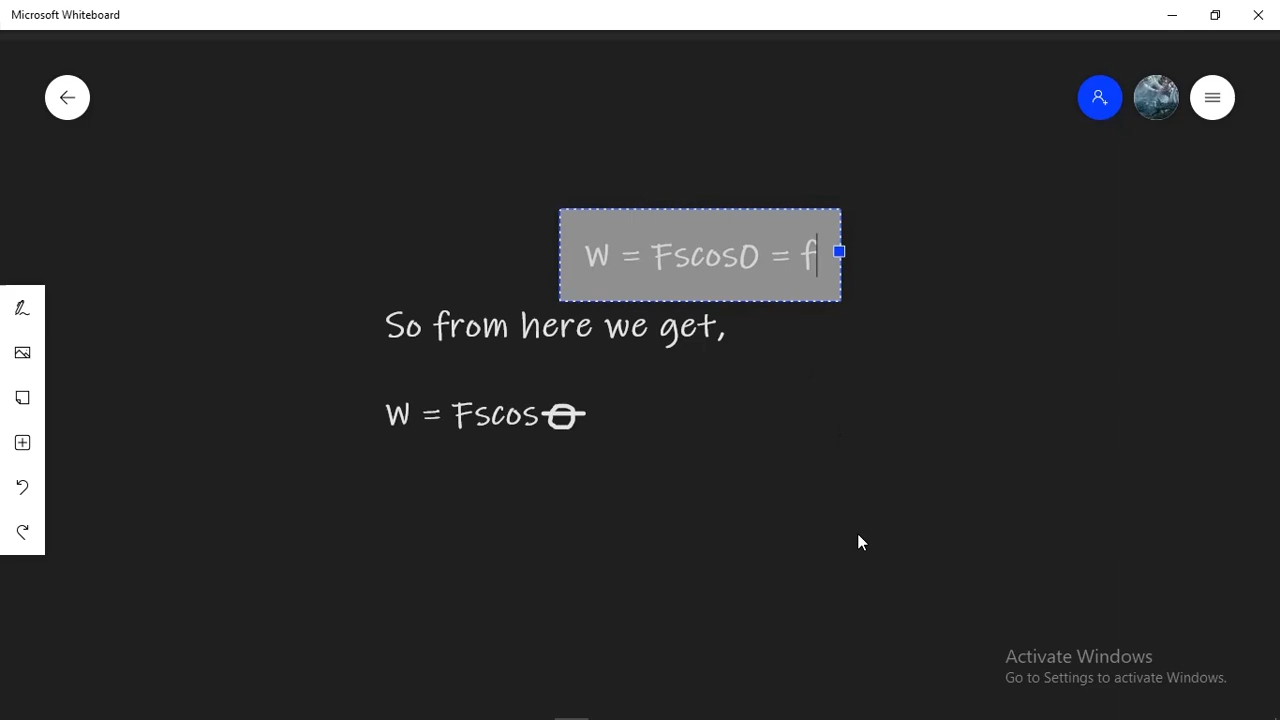 Microsoft Whiteboard
W = FscosO = f
So from here we get,
W = Fscosθ
Activate Windows
Go to Settings to activate Windows.